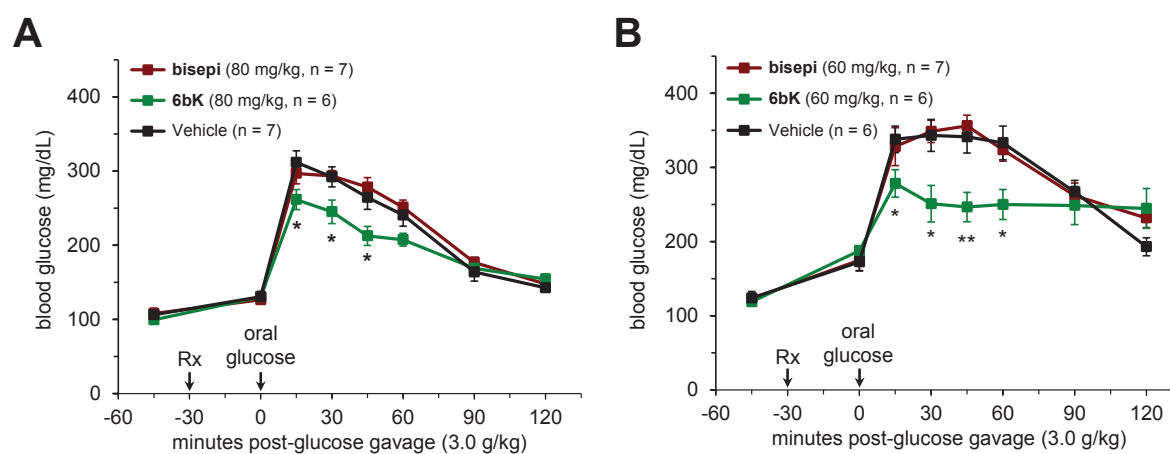 A
bisepi (80 mg/kg, n = 7)
6bK (80 mg/kg, n = 6)
Vehicle (n = 7)
blood glucose (mg/dL)
400
300
200
100
0
*
*
*
Rx
oral
glucose
-60
-30
0
30
60
90
120
minutes post-glucose gavage (3.0 g/kg)
B
bisepi (60 mg/kg, n = 7)
6bK (60 mg/kg, n = 6)
Vehicle (n = 6)
blood glucose (mg/dL)
400
300
200
100
0
*
*
**
*
Rx
oral
glucose
-60
-30
0
30
60
90
120
minutes post-glucose gavage (3.0 g/kg)